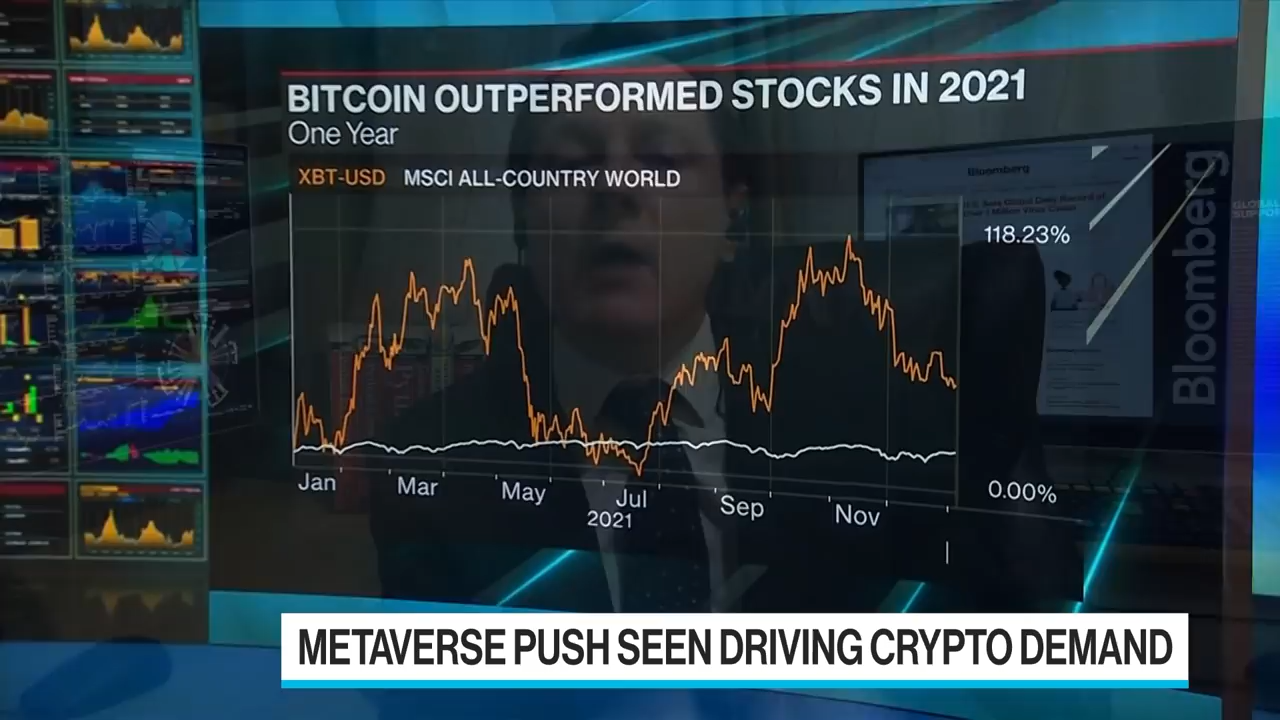 BITCOIN OUTPERFORMED STOCKS IN 2021
One Year
XBT-USD MSCI ALL-COUNTRY WORLD
Bloomberg
118.23%
Bloomberg
GLOBAL
0.00%
Jan Mar May Jul Sep Nov
2021
METAVERSE PUSH SEEN DRIVING CRYPTO DEMAND